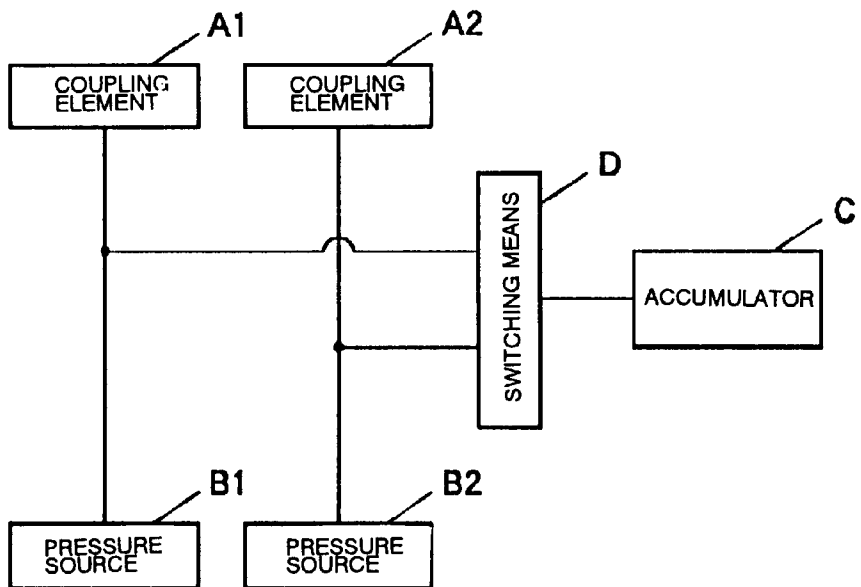 A1
A2
COUPLING
ELEMENT
COUPLING
ELEMENT
D
SWITCHING MEANS
C
ACCUMULATOR
B1
B2
PRESSURE
SOURCE
PRESSURE
SOURCE